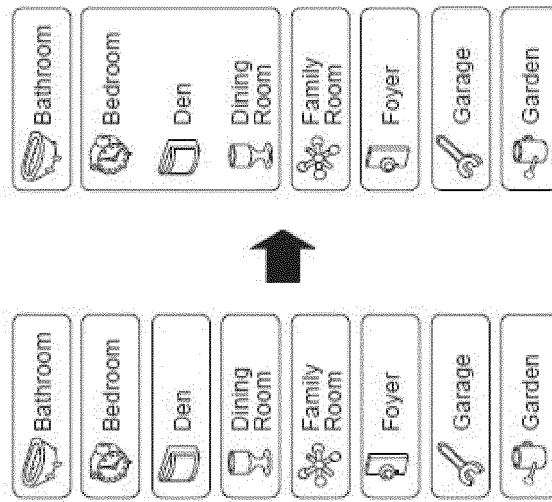 Bathroom
Bedroom
Den
Dining
Room
Family
Room
Foyer
Garage
Garden
Bathroom
Bedroom
Den
Dining
Room
Family
Room
Foyer
Garage
Garden